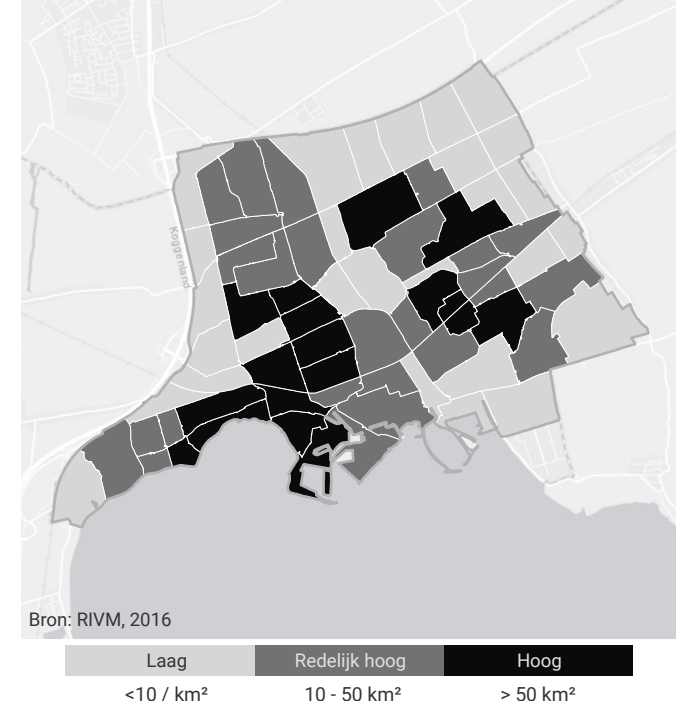 Koggenland
Bron: RIVM, 2016
Laag Redelijk hoog Hoog
<10 / km² 10 - 50 km² > 50 km²